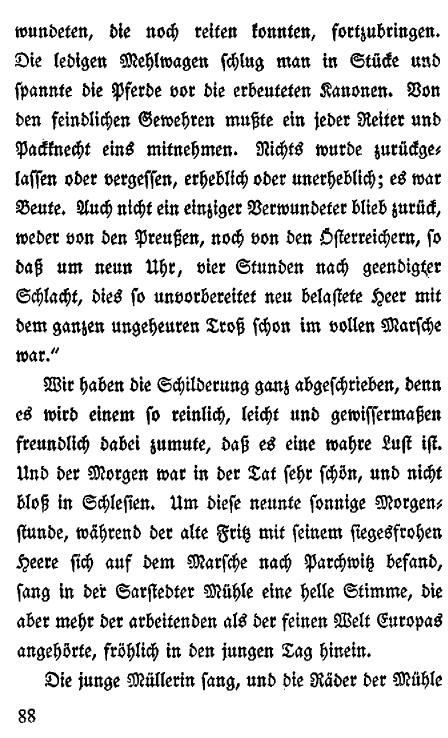 wundeten, die noch reiten konnten, fortzubringen.
Die ledigen Mehlwagen schlug man in Stücke und
spannte die Pferde vor die erbeuteten Kanonen. Von
den feindlichen Gewehren mußte ein jeder Reiter und
Packknecht eins mitnehmen. Nichts wurde zurückge-
lassen oder vergessen, erheblich oder unerheblich; es war
Beute. Auch nicht ein einziger Verwundeter blieb zurück,
weder von den Preußen, noch von den Österreichern, so
daß um neun Uhr, vier Stunden nach geendigter
Schlacht, dies so unvorbereitet neu belastete Heer mit
dem ganzen ungeheuren Troß schon im vollen Marsche
war.“
Wir haben die Schilderung ganz abgeschrieben, denn
es wird einem so reinlich, leicht und gewissermaßen
freundlich dabei zumute, daß es eine wahre Lust ist.
Und der Morgen war in der Tat sehr schön, und nicht
bloß in Schlesien. Um diese neunte sonnige Morgen-
stunde, während der alte Fritz mit seinem siegesfrohen
Heere sich auf dem Marsche nach Parchwitz befand,
sang in der Sarstedter Mühle eine helle Stimme, die
aber mehr der arbeitenden als der feinen Welt Europas
angehörte, fröhlich in den jungen Tag hinein.
Die junge Müllerin sang, und die Räder der Mühle
88